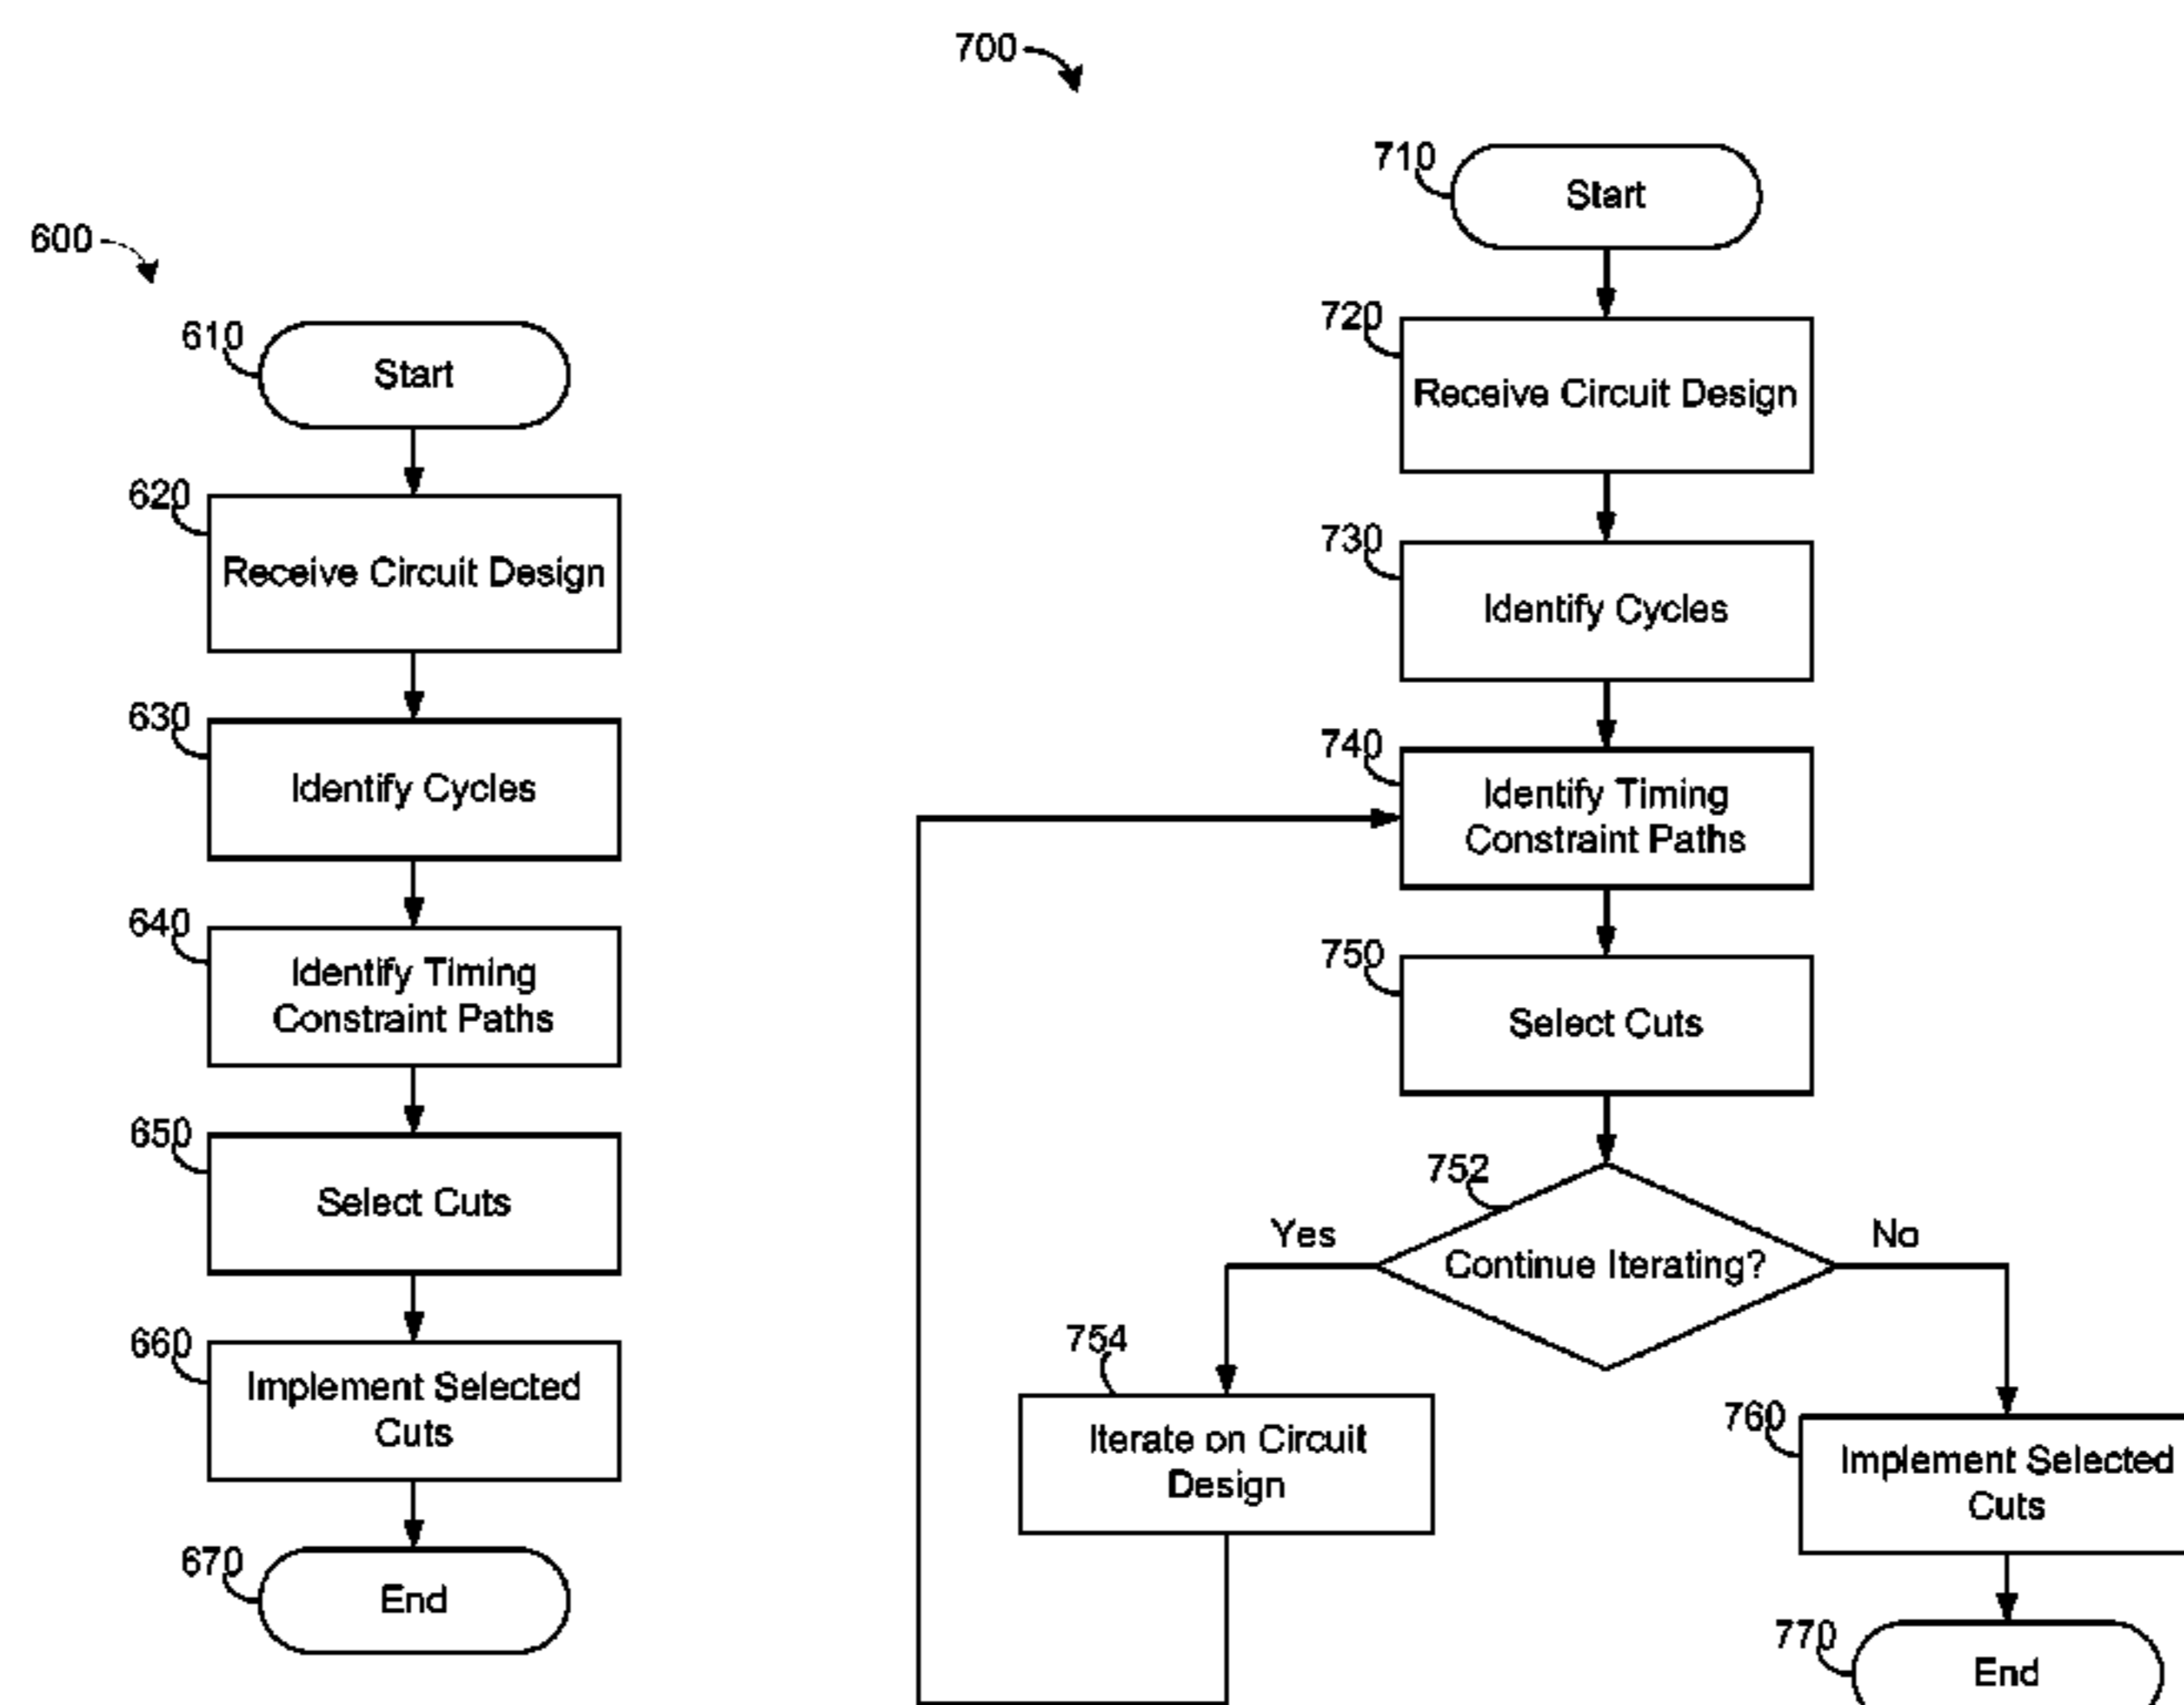 600
610
Start
620
Receive Circuit Design
630
Identify Cycles
640
Identify Timing
Constraint Paths
650
Select Cuts
660
Implement Selected
Cuts
670
End
700
710
Start
720
Receive Circuit Design
730
Identify Cycles
740
Identify Timing
Constraint Paths
750
Select Cuts
752
Continue Iterating?
Yes
No
754
Iterate on Circuit
Design
760
Implement Selected
Cuts
770
End